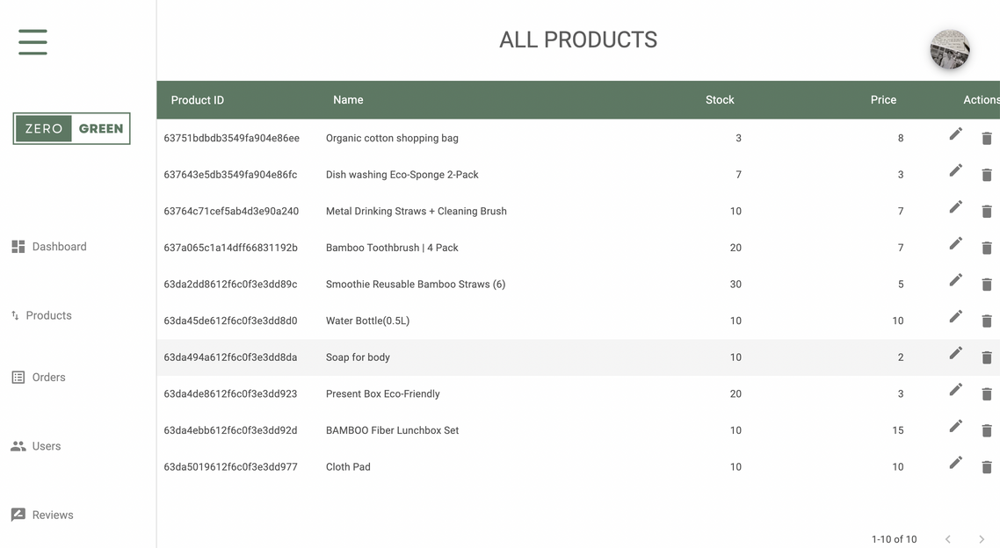 ALL PRODUCTS
ZERO GREEN
Dashboard
Products
Orders
Users
Reviews
Product ID Name Stock Price Actions
63751bdbdb3549fa904e86ee Organic cotton shopping bag 3 8
637643e5db3549fa904e86fc Dish washing Eco-Sponge 2-Pack 7 3
63764c71cef5ab4d3e90a240 Metal Drinking Straws + Cleaning Brush 10 7
637a065c1a14dff66831192b Bamboo Toothbrush | 4 Pack 20 7
63da2dd8612f6c0f3e3dd89c Smoothie Reusable Bamboo Straws (6) 30 5
63da45de612f6c0f3e3dd8d0 Water Bottle(0.5L) 10 10
63da494a612f6c0f3e3dd8da Soap for body 10 2
63da4de8612f6c0f3e3dd923 Present Box Eco-Friendly 20 3
63da4ebb612f6c0f3e3dd92d BAMBOO Fiber Lunchbox Set 10 15
63da5019612f6c0f3e3dd977 Cloth Pad 10 10
1-10 of 10